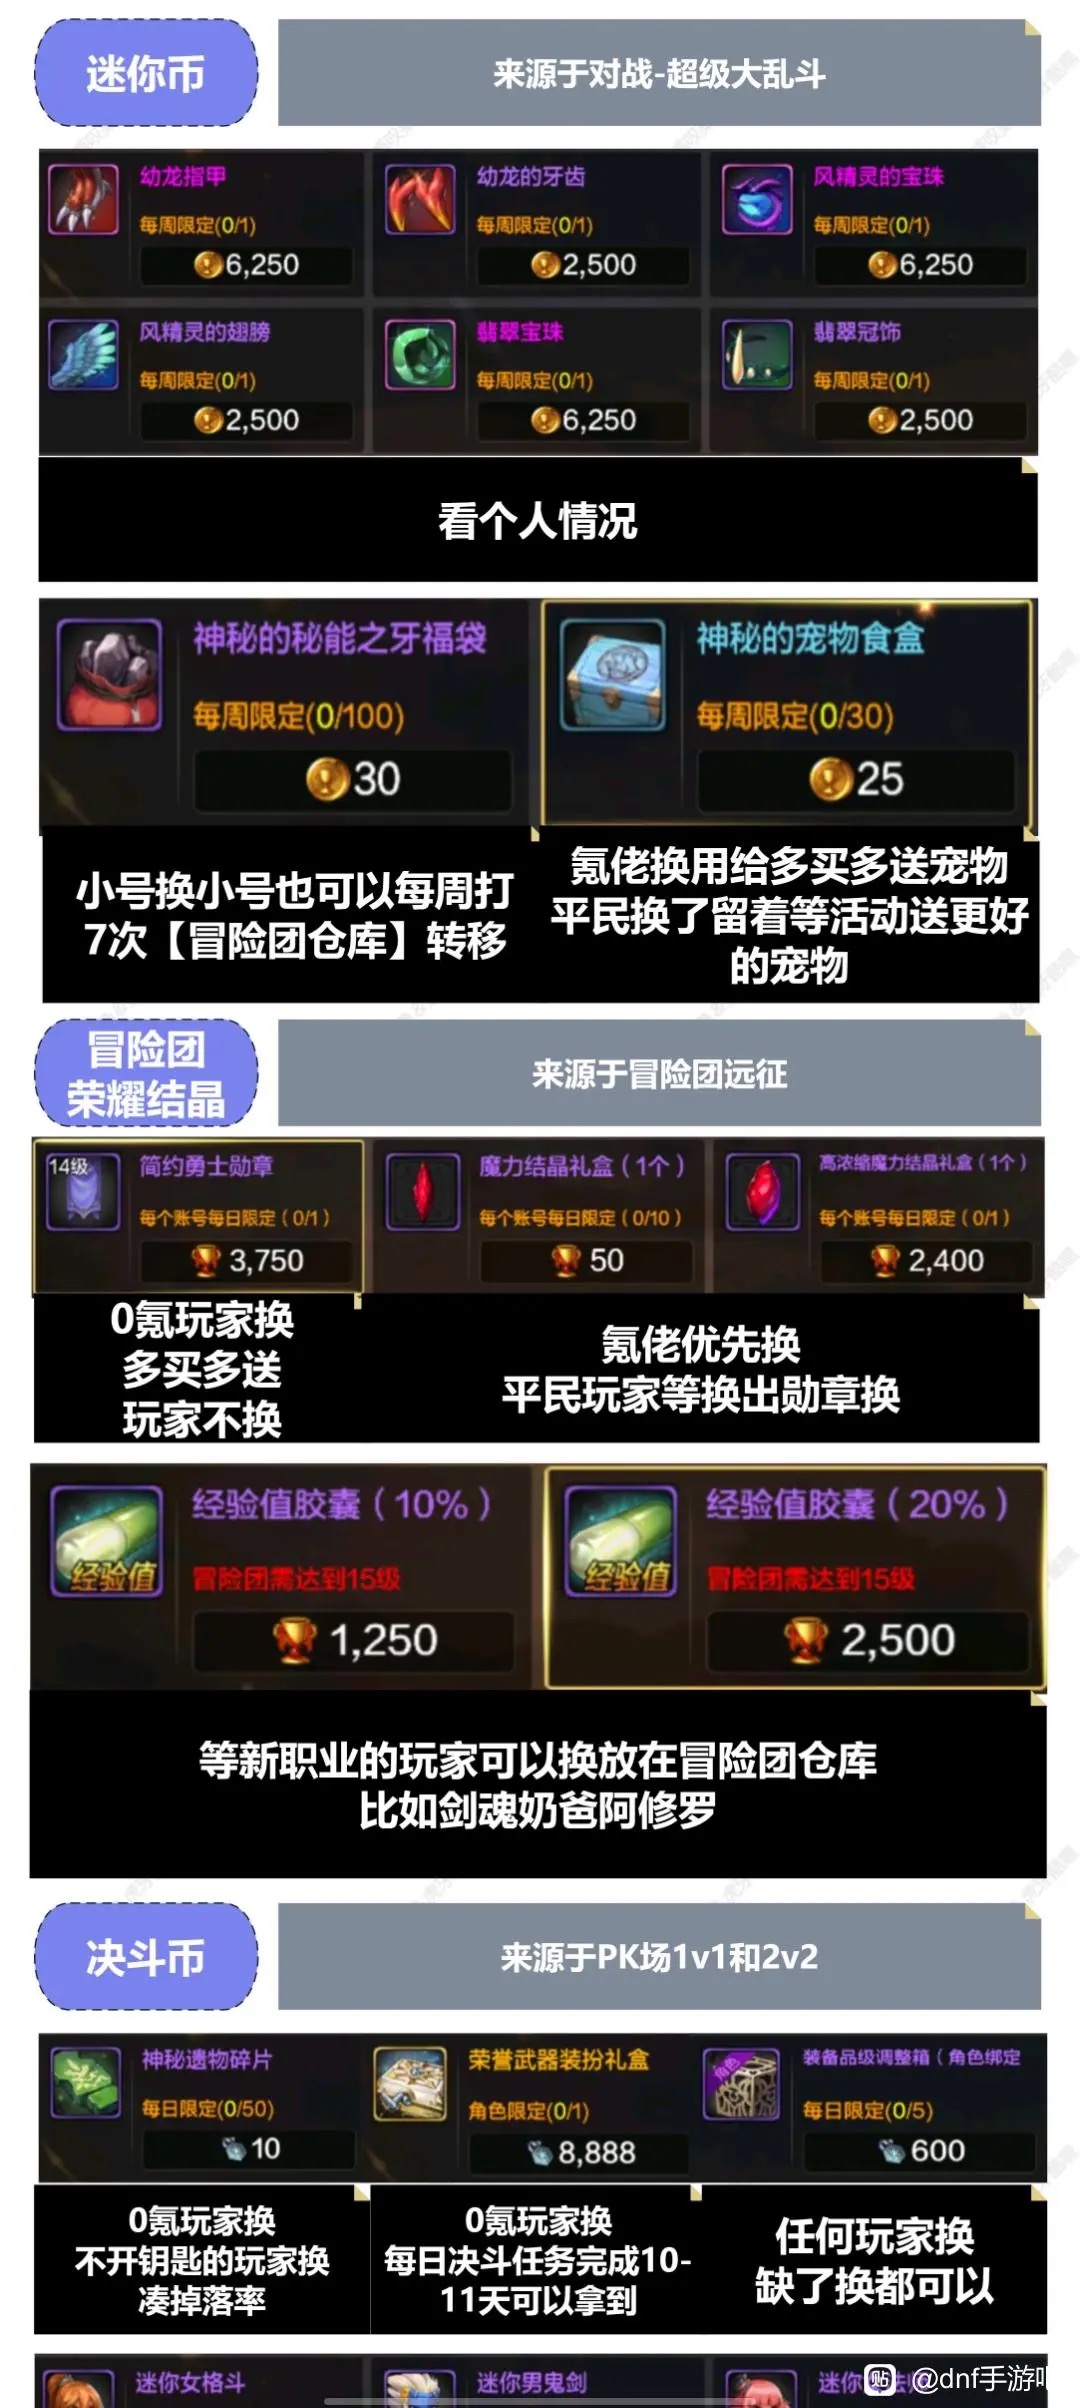 迷你币
来源于对战-超级大乱斗
幼龙指甲
每周限定(0/1)
6,250
幼龙的牙齿
每周限定(0/1)
2,500
风精灵的宝珠
每周限定(0/1)
6,250
风精灵的翅膀
每周限定(0/1)
2,500
翡翠宝珠
每周限定(0/1)
6,250
翡翠冠饰
每周限定(0/1)
2,500
看个人情况
神秘的秘能之牙福袋
每周限定(0/100)
30
神秘的宠物食盒
每周限定(0/30)
25
小号换小号也可以每周打
7次【冒险团仓库】转移
氪佬换用给多买多送宠物
平民换了留着等活动送更好
的宠物
冒险团
荣耀结晶
来源于冒险团远征
14级
简约勇士勋章
每个账号每日限定（0/1）
3,750
魔力结晶礼盒（1个）
每个账号每日限定（0/10）
50
高浓缩魔力结晶礼盒（1个）
每个账号每日限定（0/1）
2,400
0氪玩家换
多买多送
玩家不换
氪佬优先换
平民玩家等换出勋章换
经验值
经验值胶囊（10%）
冒险团需达到15级
1,250
经验值
经验值胶囊（20%）
冒险团需达到15级
2,500
等新职业的玩家可以换放在冒险团仓库
比如剑魂奶爸阿修罗
决斗币
来源于PK场1v1和2v2
神秘遗物碎片
每日限定(0/50)
10
荣誉武器装扮礼盒
角色限定(0/1)
8,888
角色
装备品级调整箱（角色绑定
每日限定(0/5)
600
0氪玩家换
不开钥匙的玩家换
凑掉落率
0氪玩家换
每日决斗任务完成10-
11天可以拿到
任何玩家换
缺了换都可以
迷你女格斗
迷你男鬼剑
迷你
贴 @dnf手游吧